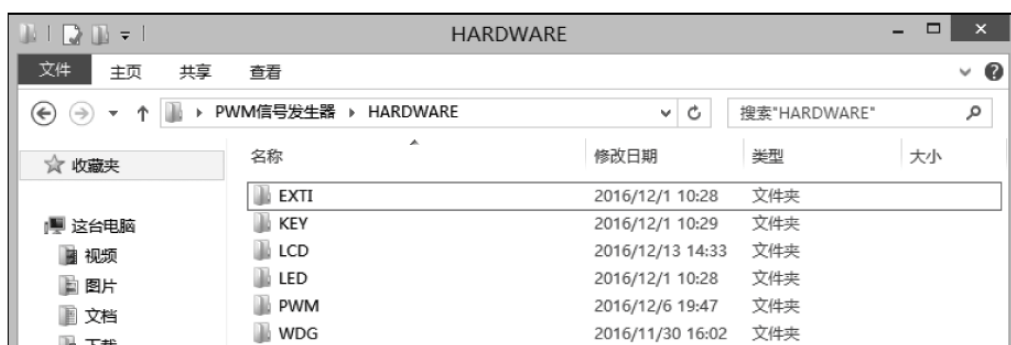 HARDWARE
文件 主页 共享 查看
PWM信号发生器 HARDWARE 搜索"HARDWARE"
名称 修改日期 类型 大小
收藏夹
EXTI 2016/12/1 10:28 文件夹
KEY 2016/12/1 10:29 文件夹
这台电脑
LCD 2016/12/13 14:33 文件夹
视频
LED 2016/12/1 10:28 文件夹
图片
PWM 2016/12/6 19:47 文件夹
文档
WDG 2016/11/30 16:02 文件夹